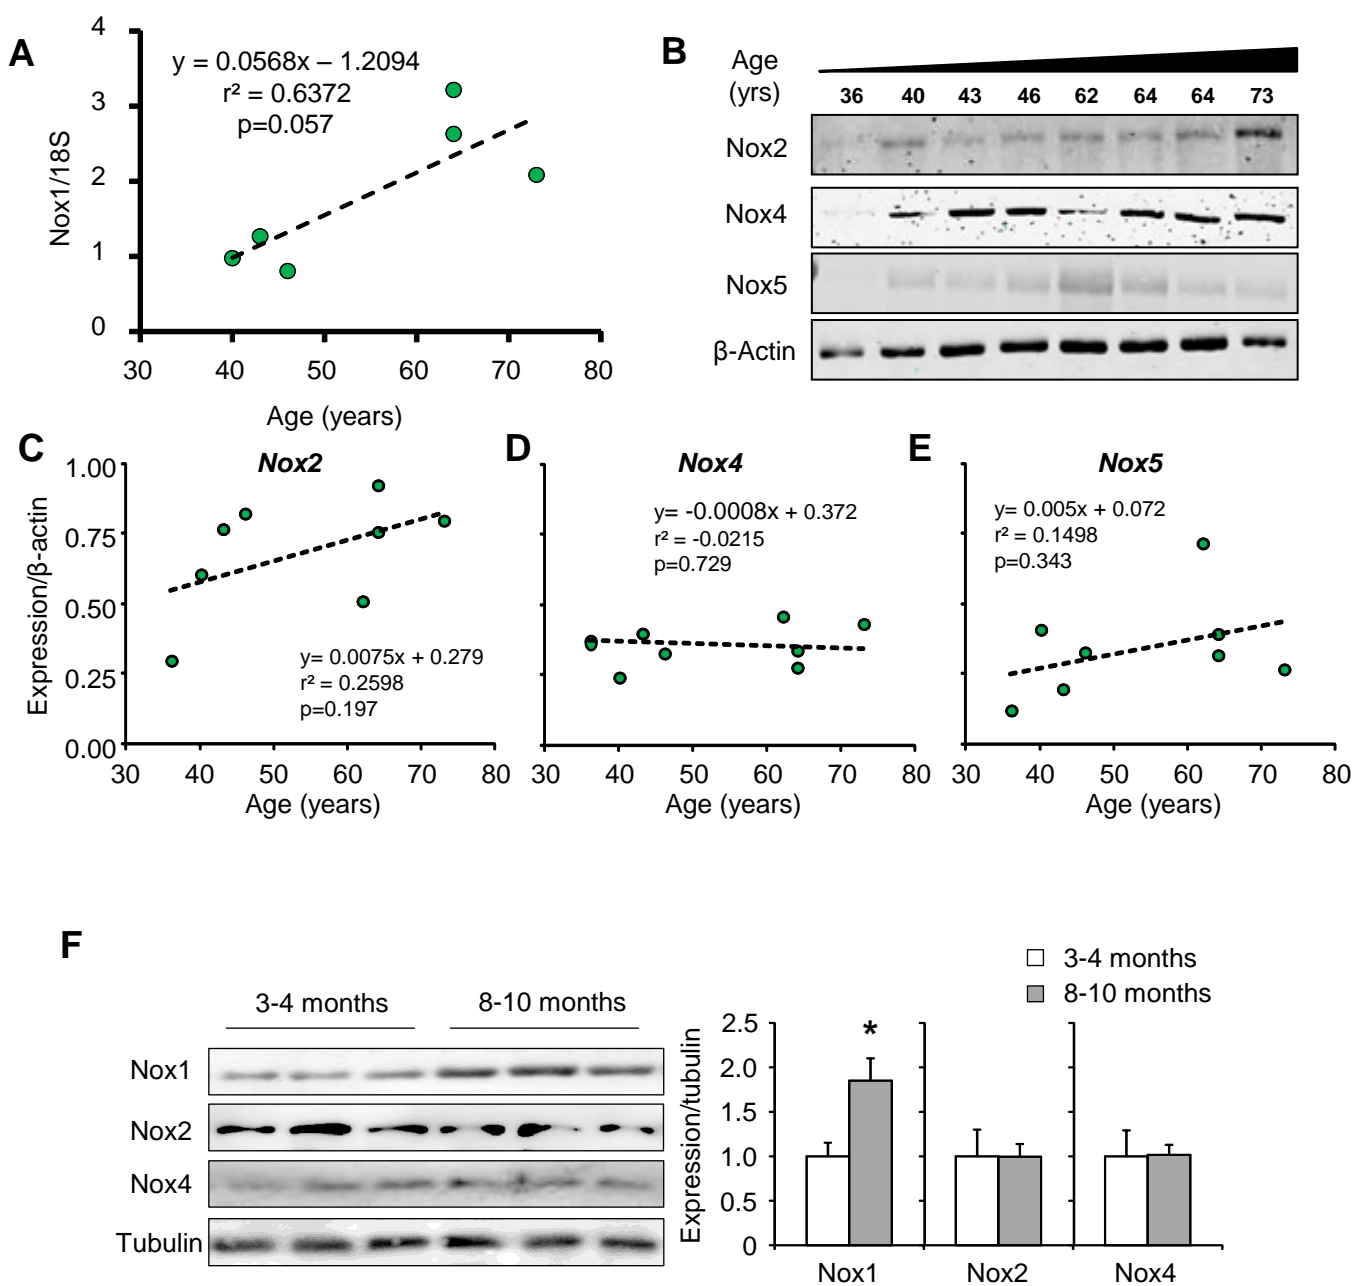 A
4
3
2
1
0
Nox1/18S
y = 0.0568x – 1.2094
r² = 0.6372
p=0.057
30 40 50 60 70 80
Age (years)
B
Age
(yrs)
36 40 43 46 62 64 64 73
Nox2
Nox4
Nox5
β-Actin
C
Nox2
1.00
0.75
0.50
0.25
0.00
Expression/β-actin
y= 0.0075x + 0.279
r² = 0.2598
p=0.197
30 40 50 60 70 80
Age (years)
D
Nox4
y= -0.0008x + 0.372
r² = -0.0215
p=0.729
30 40 50 60 70 80
Age (years)
E
Nox5
y= 0.005x + 0.072
r² = 0.1498
p=0.343
30 40 50 60 70 80
Age (years)
F
3-4 months 8-10 months
Nox1
Nox2
Nox4
Tubulin
3-4 months
8-10 months
Expression/tubulin
2.5
2.0
1.5
1.0
0.5
0
*
Nox1 Nox2 Nox4